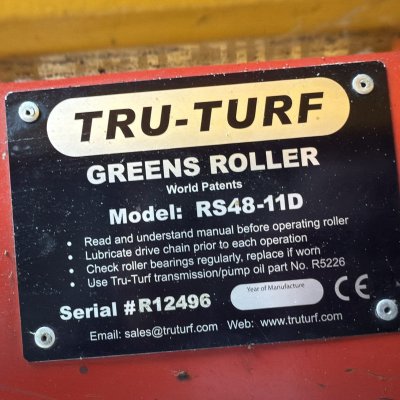 TRU-TURF
GREENS ROLLER
World Patents
Model: RS48-11D
• Read and understand manual before operating roller
• Lubricate drive chain prior to each operation
• Check roller bearings regularly, replace if worn
• Use Tru-Turf transmission/pump oil part No. R5226
Year of Manufacture
Serial #R12496
CE
Email: sales@truturf.com Web: www.truturf.com